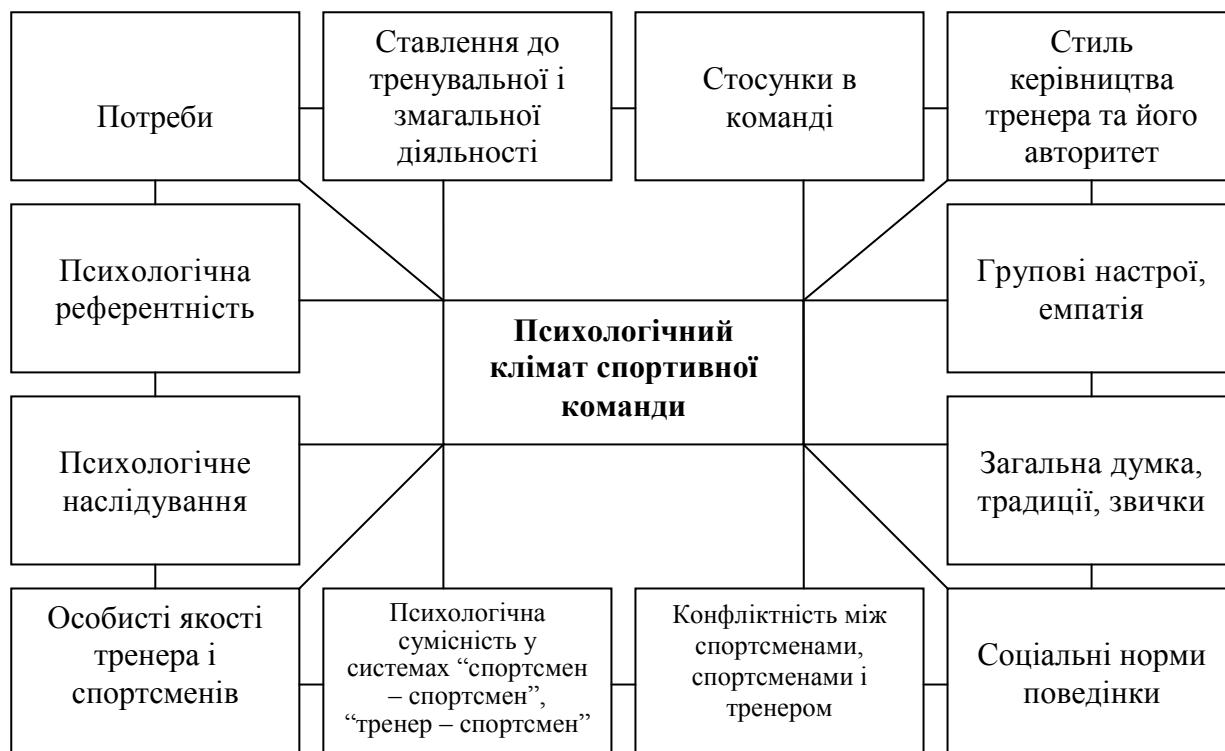 Потреби
Ставлення до
тренувальної і
змагальної
діяльності
Стосунки в
команді
Стиль
керівництва
тренера та його
авторитет
Психологічна
референтність
Групові настрої,
емпатія
Психологічний
клімат спортивної
команди
Психологічне
наслідування
Загальна думка,
традиції, звички
Особисті якості
тренера і
спортсменів
Психологічна
сумісність у
системах “спортсмен
– спортсмен”,
“тренер – спортсмен”
Конфліктність між
спортсменами,
спортсменами і
тренером
Соціальні норми
поведінки